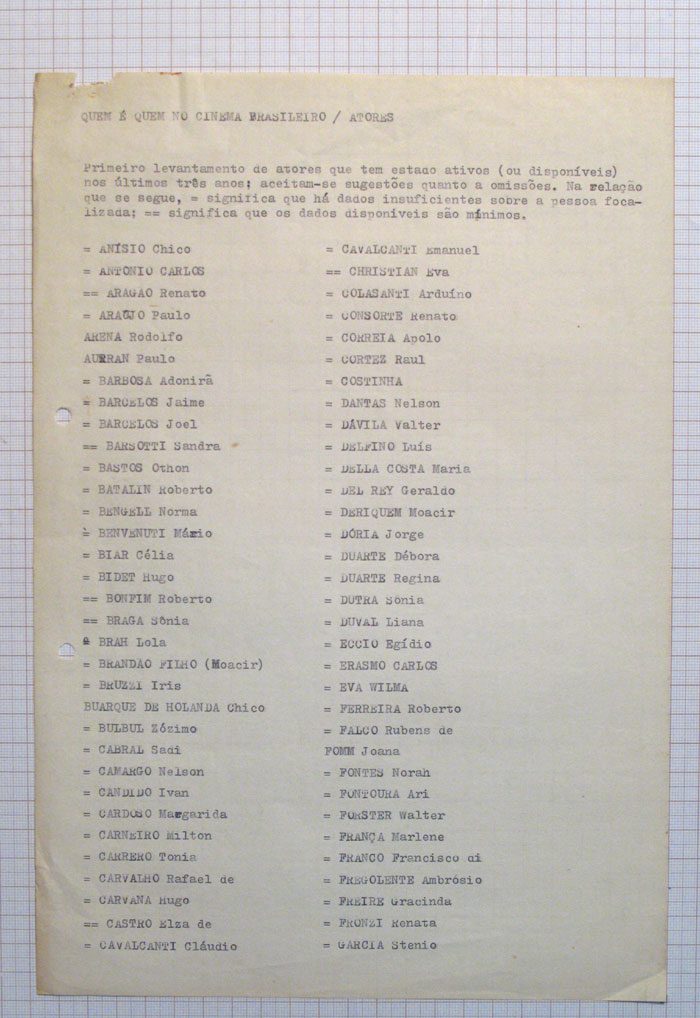 QUEM É QUEM NO CINEMA BRASILEIRO / ATORES
Primeiro levantamento de atores que tem estado ativos (ou disponíveis)
nos últimos três anos; aceitam-se sugestões quanto a omissões. Na relação
que se segue, = significa que há dados insuficientes sobre a pessoa foca-
lizada; == significa que os dados disponíveis são mínimos.
= ANÍSIO Chico
= ANTÔNIO CARLOS
== ARAGÃO Renato
= ARAÚJO Paulo
ARENA Rodolfo
AURRAN Paulo
= BARBOSA Adonirã
= BARCELOS Jaime
= BARCELOS Joel
== BARSOTTI Sandra
= BASTOS Othon
= BATALIN Roberto
= BENGELL Norma
= BENVENUTI Mário
= BIAR Célia
= BIDET Hugo
== BONFIM Roberto
== BRAGA Sônia
= BRAH Lola
= BRANDÃO FILHO (Moacir)
= BRUZZI Iris
BUARQUE DE HOLANDA Chico
= BULBUL Zózimo
= CABRAL Sadi
= CAMARGO Nelson
= CANDIDO Ivan
= CARDOSO Margarida
= CARNEIRO Milton
= CARRERO Tonia
= CARVALHO Rafael de
= CARVANA Hugo
== CASTRO Elza de
= CAVALCANTI Cláudio
= CAVALCANTI Emanuel
== CHRISTIAN Eva
= COLASANTI Arduíno
= CONSORTE Renato
= CORREIA Apolo
= CORTEZ Raul
= COSTINHA
= DANTAS Nelson
= DÁVILA Valter
= DELFINO Luís
= DELLA COSTA Maria
= DEL REY Geraldo
= DERIQUEM Moacir
= DÓRIA Jorge
= DUARTE Débora
= DUARTE Regina
= DUTRA Sônia
= DUVAL Liana
= ECCIO Egídio
= ERASMO CARLOS
= EVA WILMA
= FERREIRA Roberto
= FALCO Rubens de
FOMM Joana
= FONTES Norah
= FONTOURA Ari
= FORSTER Walter
= FRANÇA Marlene
= FRANCO Francisco di
= FREGOLENTE Ambrósio
= FREIRE Gracinda
= FRONZI Renata
= GARCIA Stenio